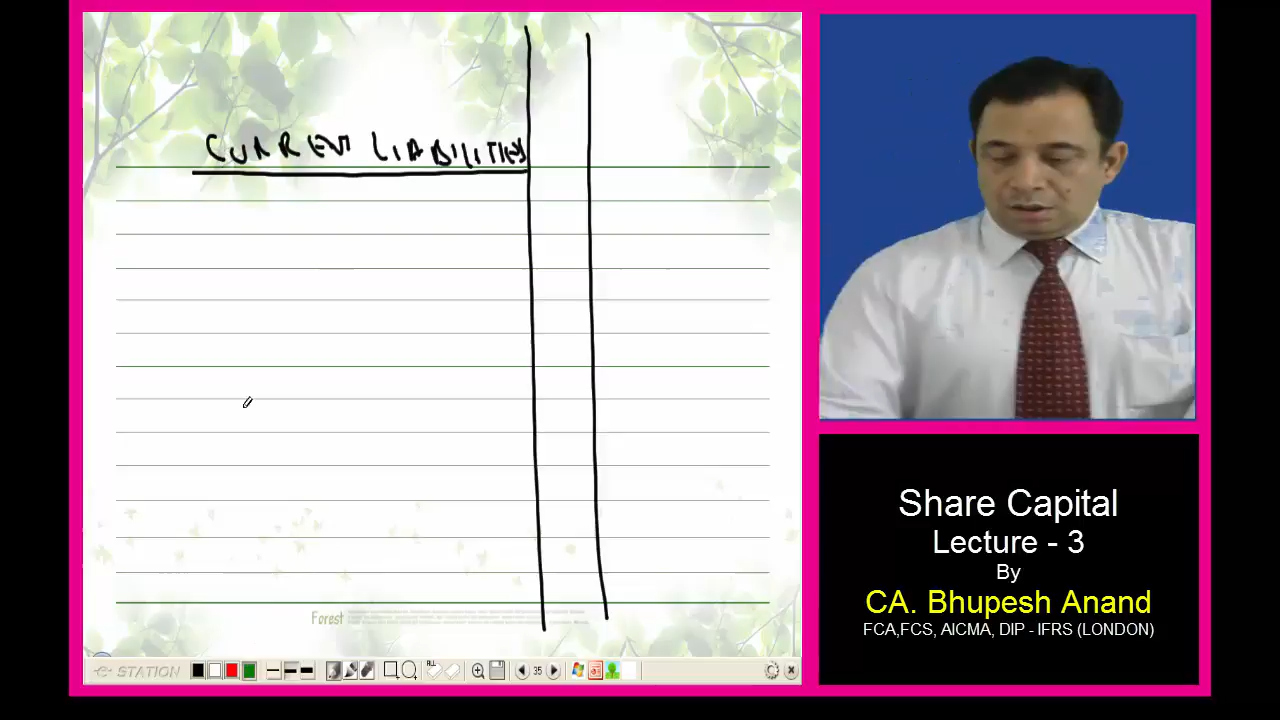 CURRENT LIABILITIES
Forest
e- STATION
ALL
35
Share Capital
Lecture - 3
By
CA. Bhupesh Anand
FCA,FCS, AICMA, DIP - IFRS (LONDON)